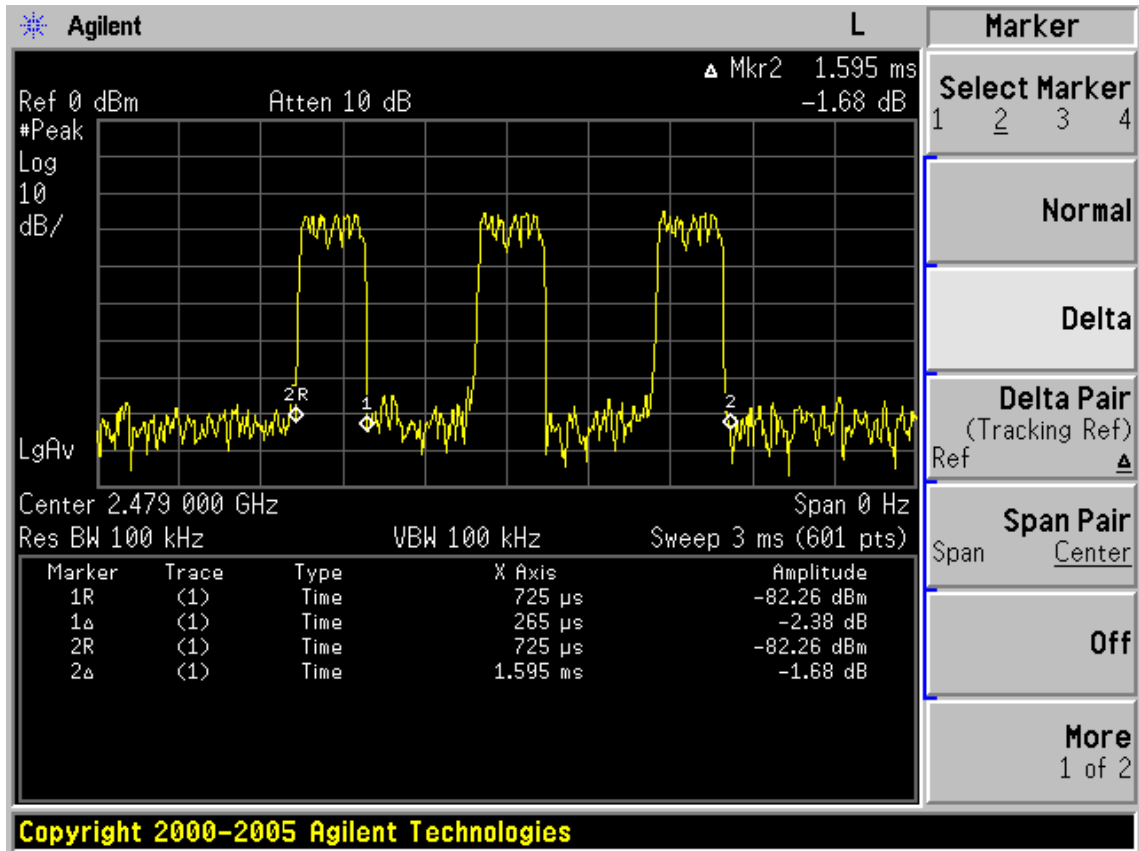 Agilent L
▵ Mkr2 1.595 ms
Ref 0 dBm Atten 10 dB -1.68 dB
#Peak
Log
10
dB/
2R
1
2
LgAv
Center 2.479 000 GHz Span 0 Hz
Res BW 100 kHz VBW 100 kHz Sweep 3 ms (601 pts)
Marker Trace Type X Axis Amplitude
1R (1) Time 725 µs -82.26 dBm
1▵ (1) Time 265 µs -2.38 dB
2R (1) Time 725 µs -82.26 dBm
2▵ (1) Time 1.595 ms -1.68 dB
Marker
Select Marker
1 2 3 4
Normal
Delta
Delta Pair
(Tracking Ref)
Ref ▵
Span Pair
Span Center
Off
More
1 of 2
Copyright 2000-2005 Agilent Technologies